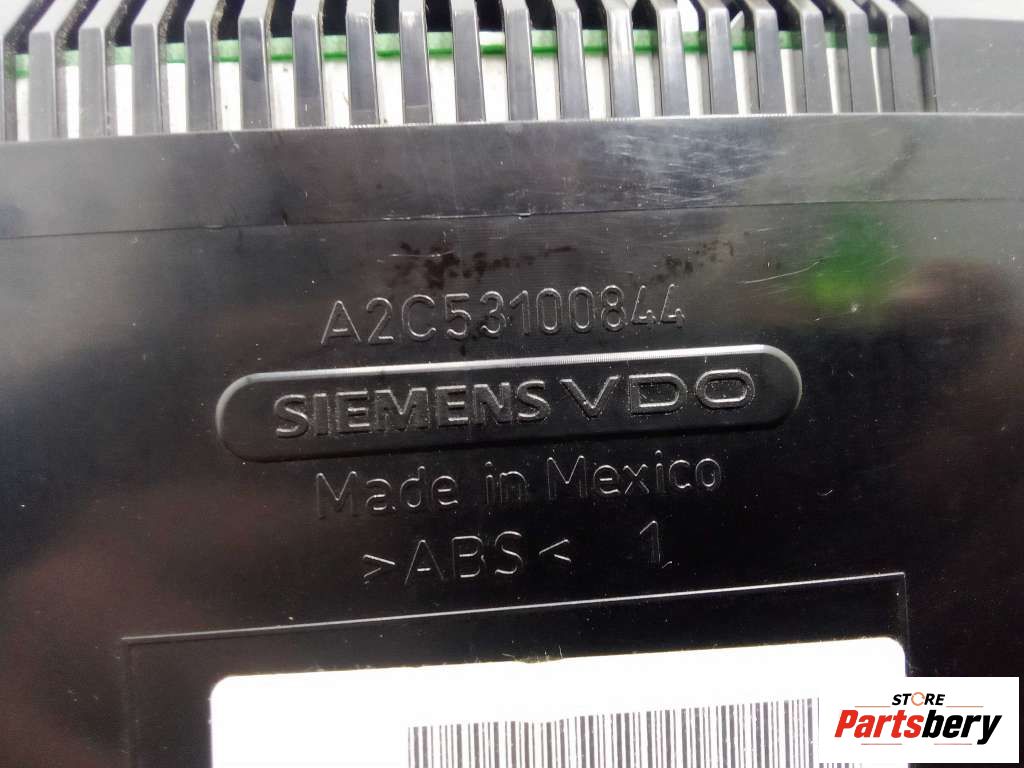 A2C53100844
SIEMENS VDO
Made in Mexico
>ABS< 1
STORE
Partsbery